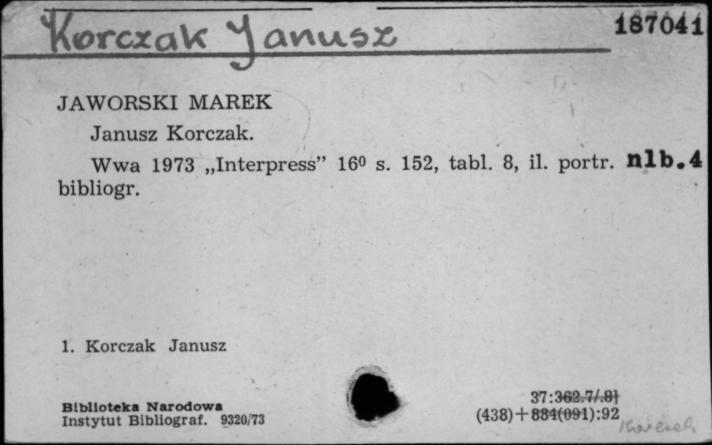 Korczak Janusz 187041
JAWORSKI MAREK
Janusz Korczak.
Wwa 1973 „Interpress” 16⁰ s. 152, tabl. 8, il. portr. nlb.4
bibliogr.
1. Korczak Janusz
Biblioteka Narodowa
Instytut Bibliograf. 9320/73
37:362.7/.8]
(438)+884(091):92